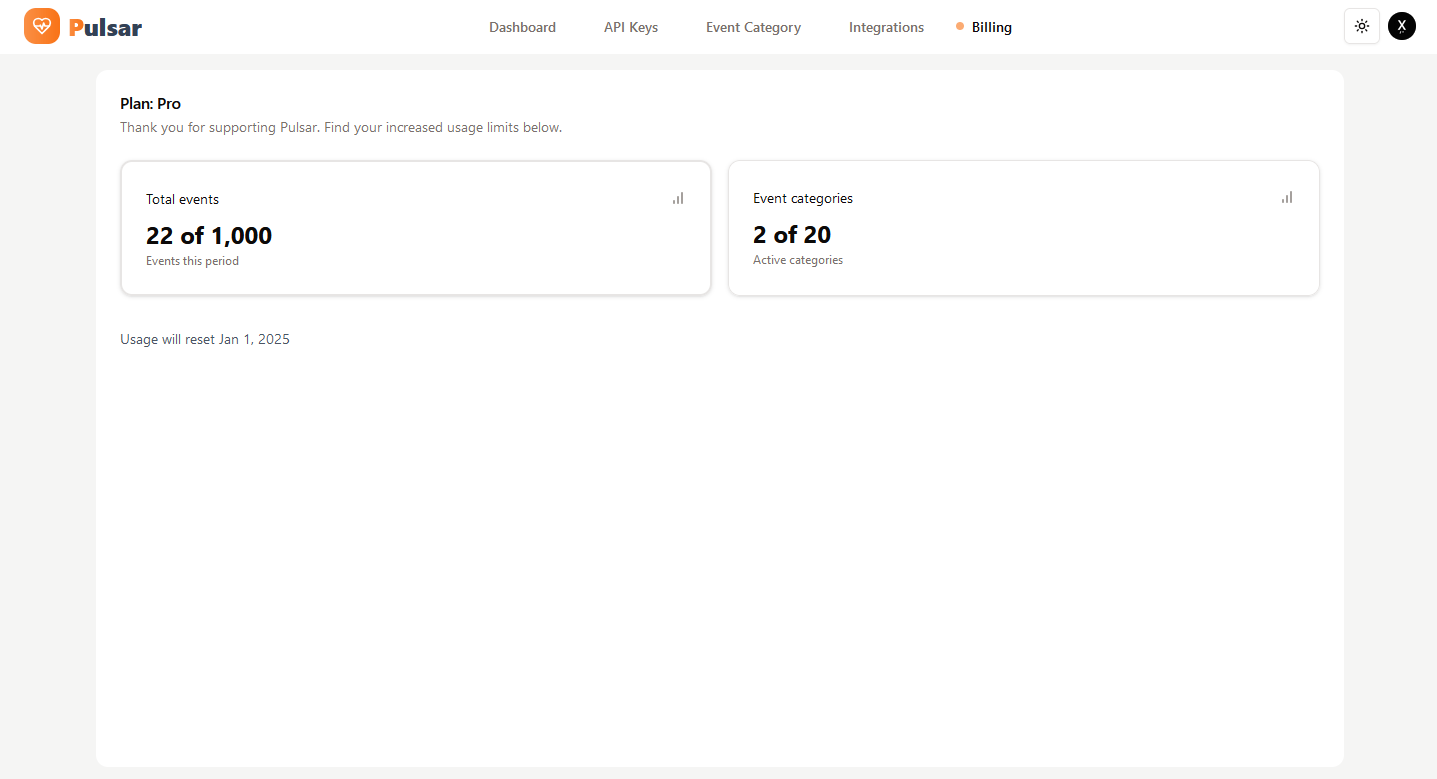 Pulsar
Dashboard
API Keys
Event Category
Integrations
Billing
X
Plan: Pro
Thank you for supporting Pulsar. Find your increased usage limits below.
Total events
22 of 1,000
Events this period
Event categories
2 of 20
Active categories
Usage will reset Jan 1, 2025